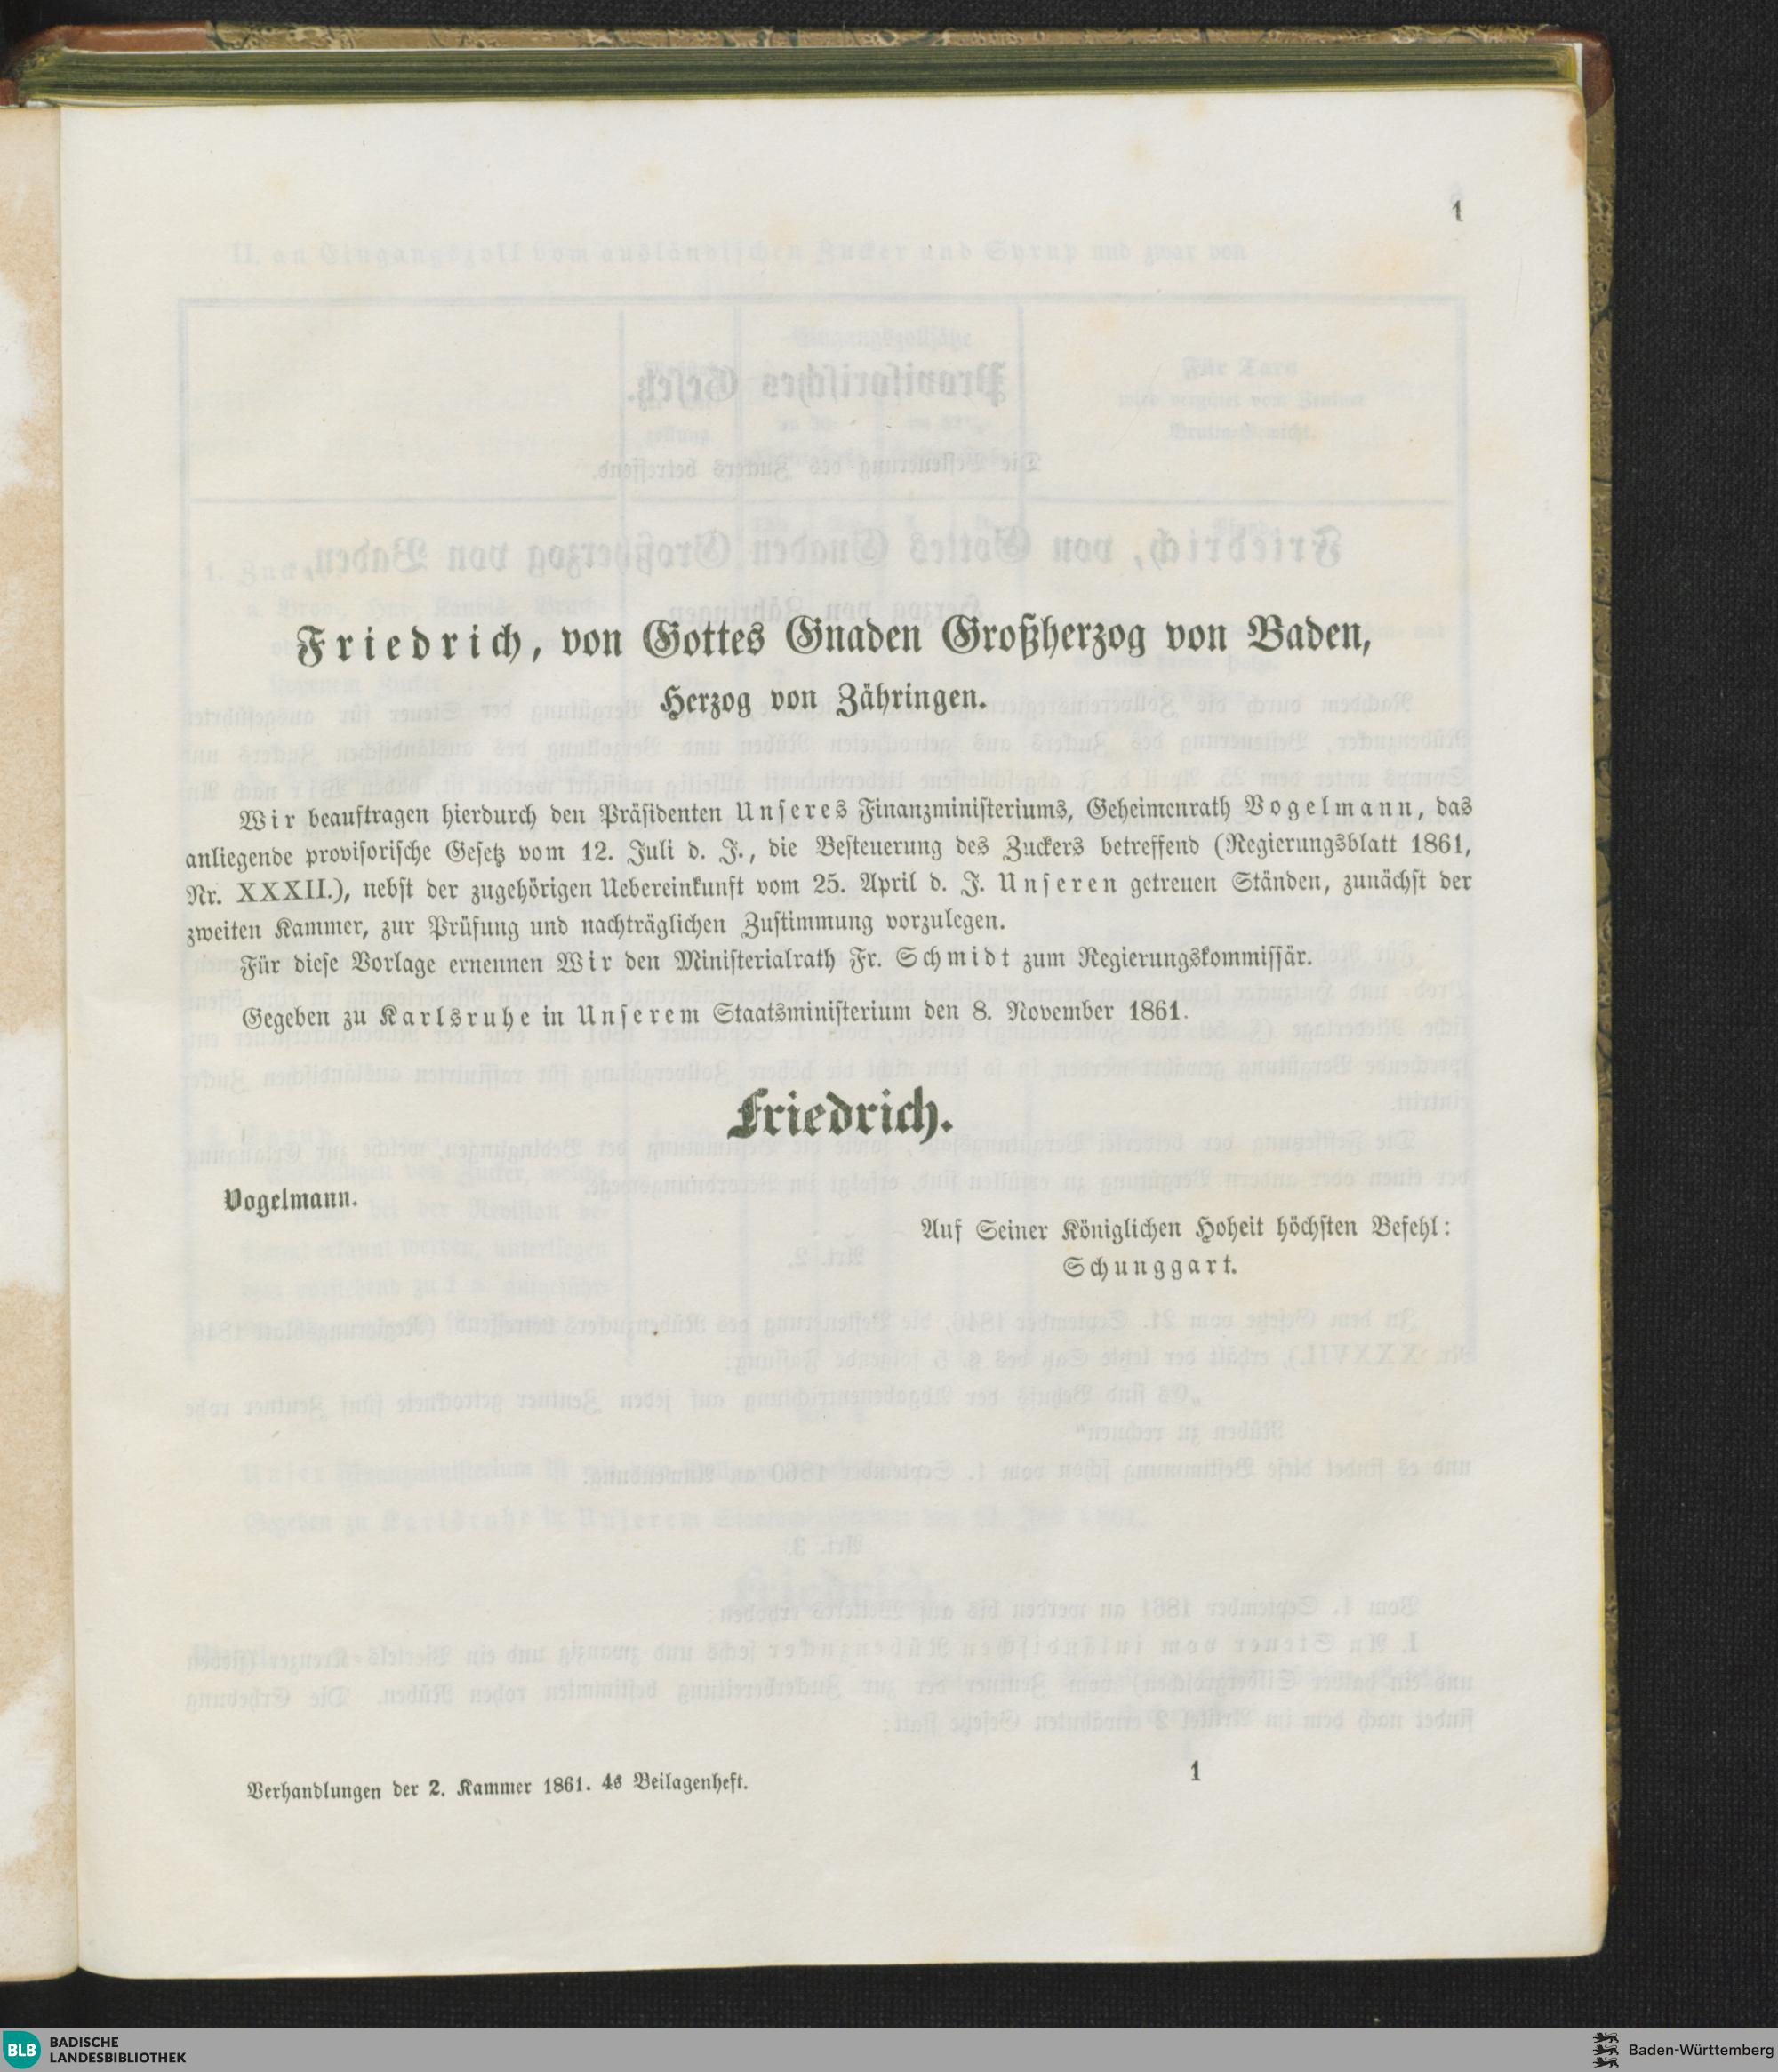 1
Friedrich, von Gottes Gnaden Großherzog von Baden,
Herzog von Zähringen.
Wir beauftragen hierdurch den Präsidenten Unseres Finanzministeriums, Geheimenrath Vogelmann, das
anliegende provisorische Gesetz vom 12. Juli d. J., die Besteuerung des Zuckers betreffend (Regierungsblatt 1861,
Nr. XXXII.), nebst der zugehörigen Uebereinkunft vom 25. April d. J. Unseren getreuen Ständen, zunächst der
zweiten Kammer, zur Prüfung und nachträglichen Zustimmung vorzulegen.
Für diese Vorlage ernennen Wir den Ministerialrath Fr. Schmidt zum Regierungskommissär.
Gegeben zu Karlsruhe in Unserem Staatsministerium den 8. November 1861.
Friedrich.
Vogelmann.
Auf Seiner Königlichen Hoheit höchsten Befehl:
Schunggart.
Verhandlungen der 2. Kammer 1861. 4s Beilagenheft.
1
BLB BADISCHE
LANDESBIBLIOTHEK
Baden-Württemberg